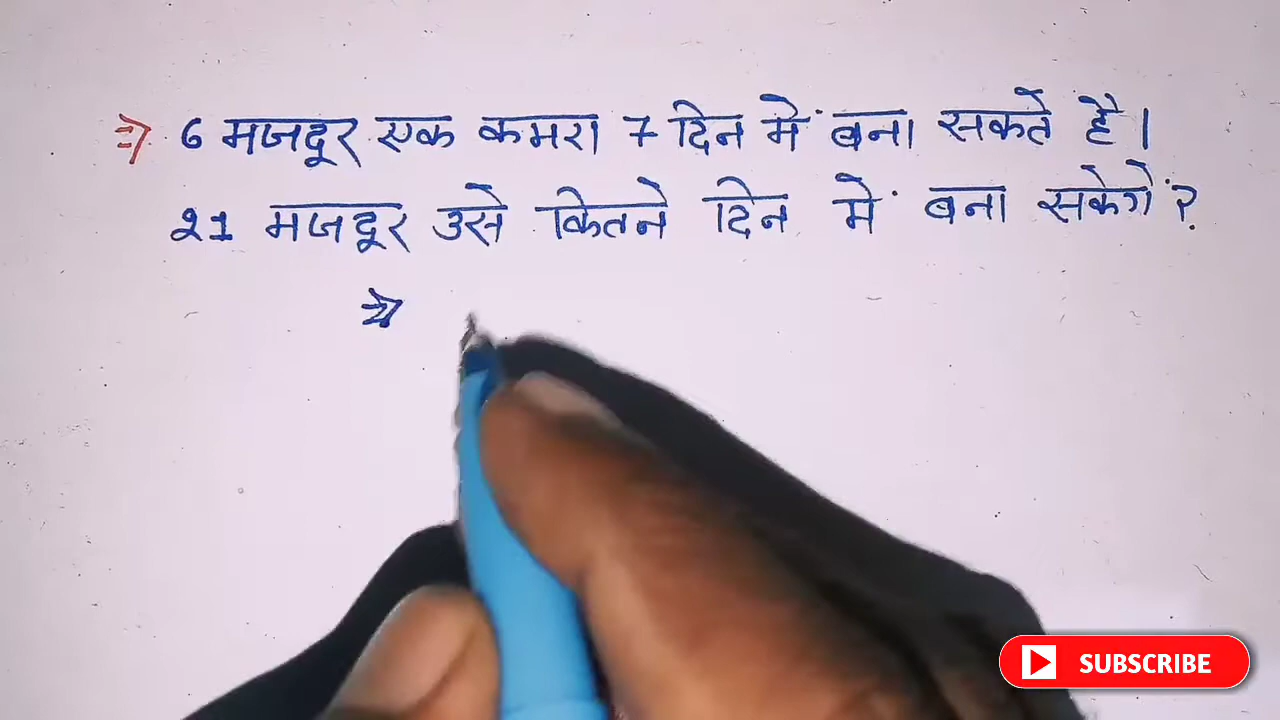 ⇒ 6 मजदूर एक कमरा 7 दिन में बना सकते है।
21 मजदूर उसे कितने दिन में बना सकेगें?
⇒
SUBSCRIBE